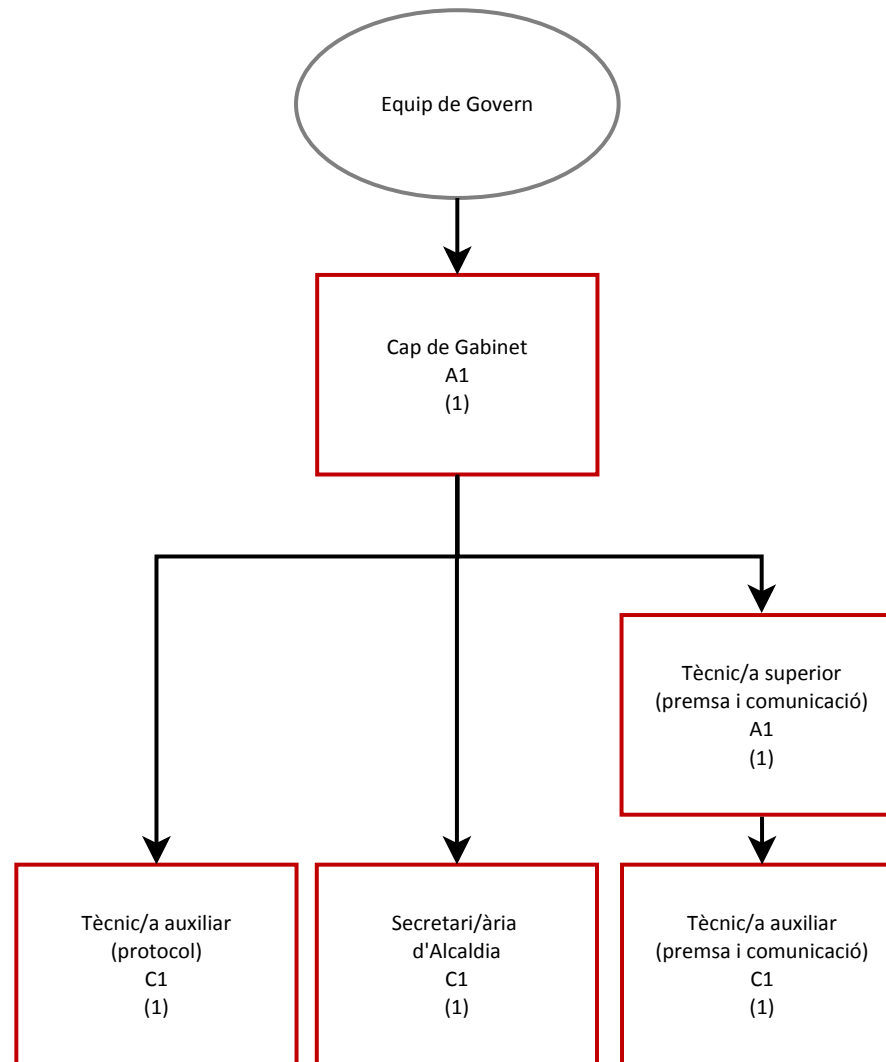 Equip de Govern
Cap de Gabinet
A1
(1)
Tècnic/a superior
(premsa i comunicació)
A1
(1)
Tècnic/a auxiliar
(protocol)
C1
(1)
Secretari/ària
d'Alcaldia
C1
(1)
Tècnic/a auxiliar
(premsa i comunicació)
C1
(1)